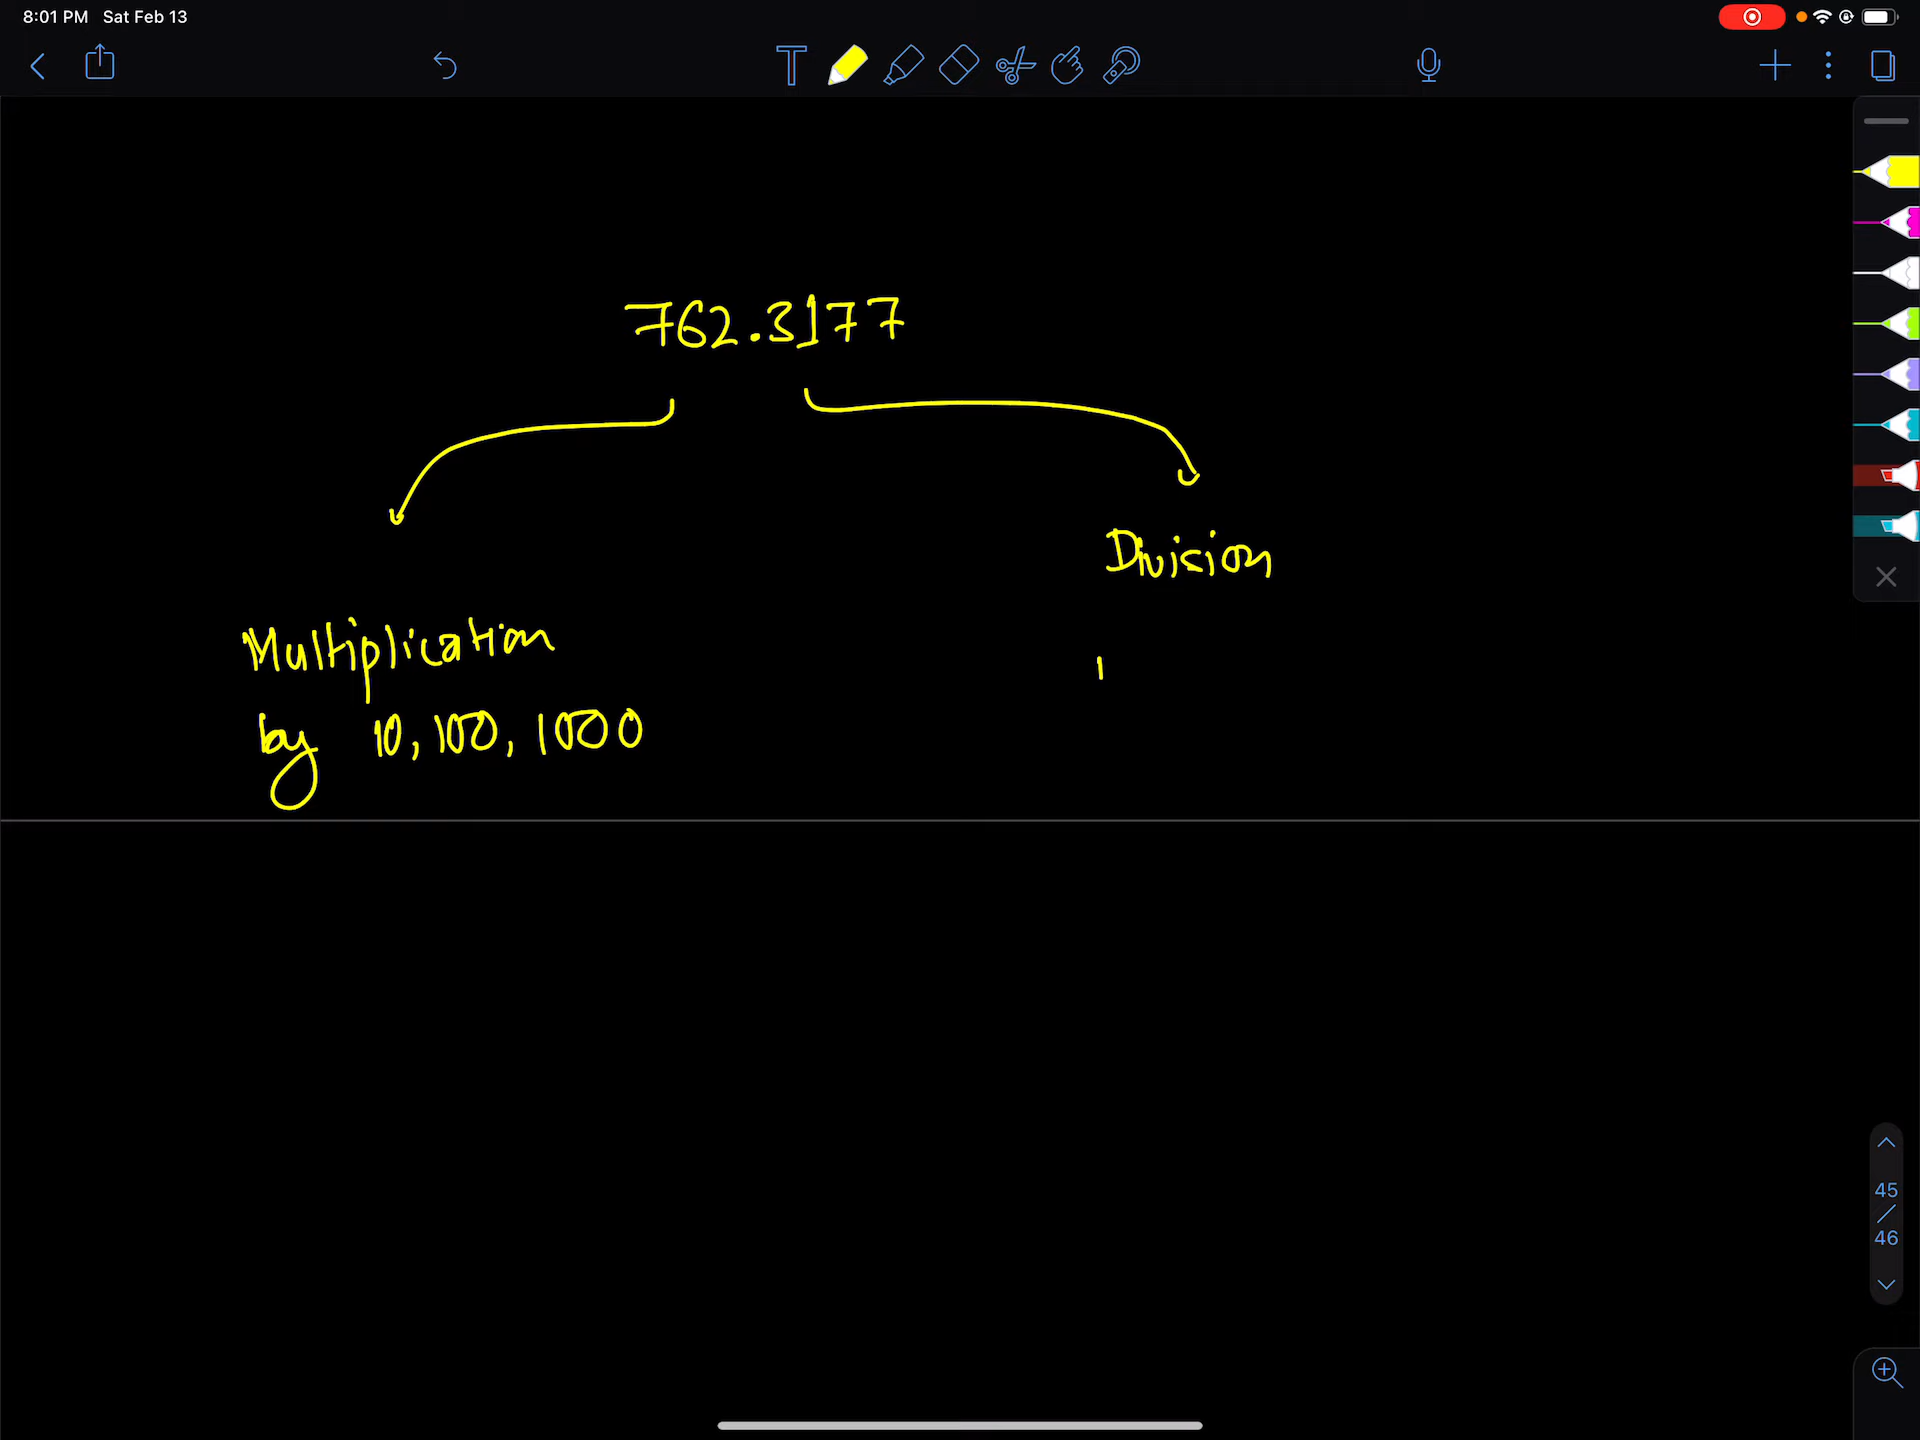 8:01 PM Sat Feb 13
762.3177
Division
Multiplication
by 10, 100, 1000
45
46